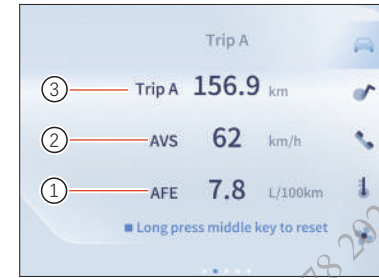 Trip A
③ Trip A 156.9 km
② AVS 62 km/h
① AFE 7.8 L/100km
Long press middle key to reset